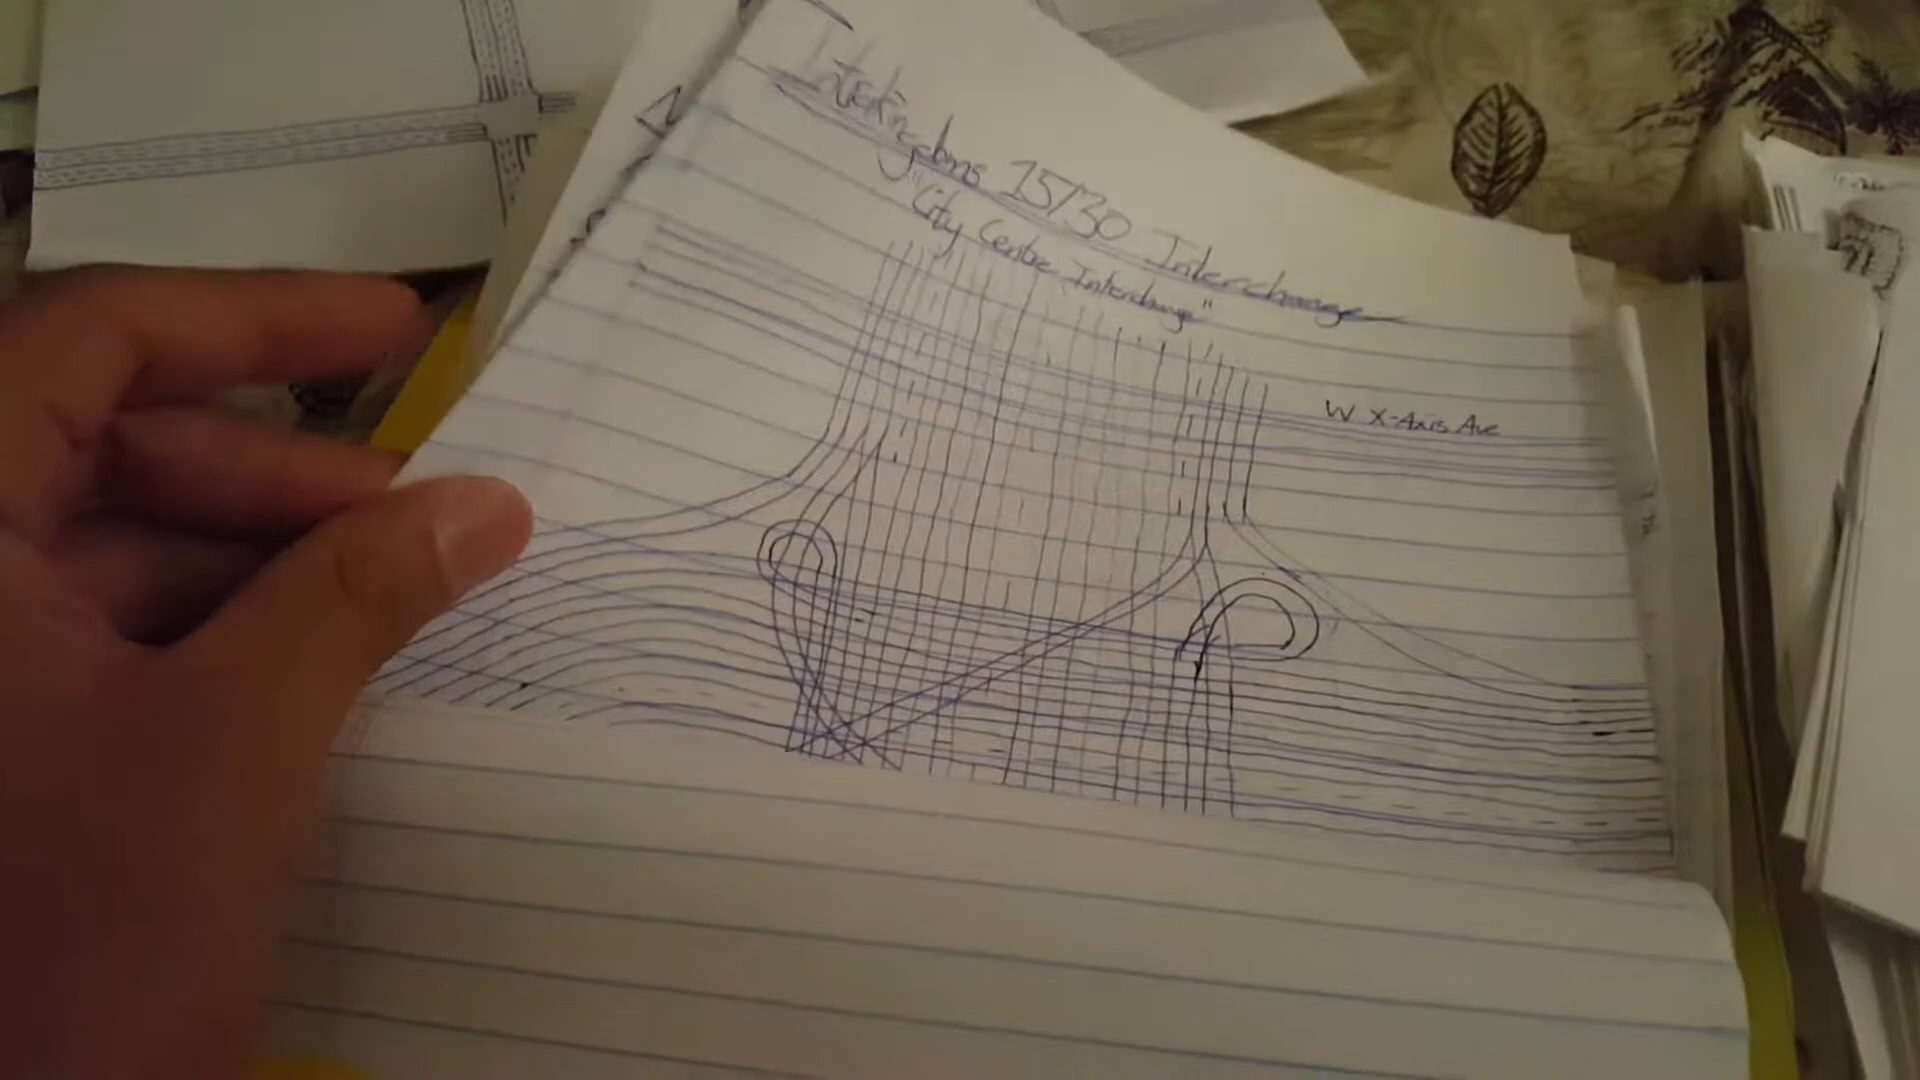 Interkingdoms 15/30 Interchange
"City Centre Interchange"
W X-Axis Ave